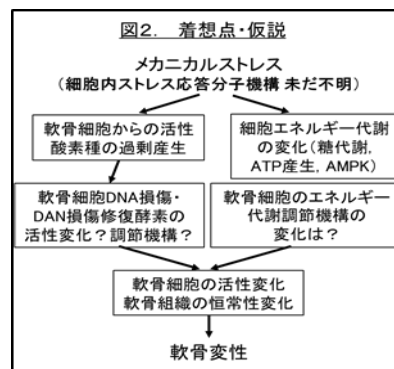 図2. 着想点・仮説
メカニカルストレス
(細胞内ストレス応答分子機構 未だ不明)
軟骨細胞からの活性
酸素種の過剰産生
細胞エネルギー代謝
の変化(糖代謝,
ATP産生, AMPK)
軟骨細胞DNA損傷・
DAN損傷修復酵素の
活性変化?調節機構?
軟骨細胞のエネルギー
代謝調節機構の
変化は?
軟骨細胞の活性変化
軟骨組織の恒常性変化
軟骨変性